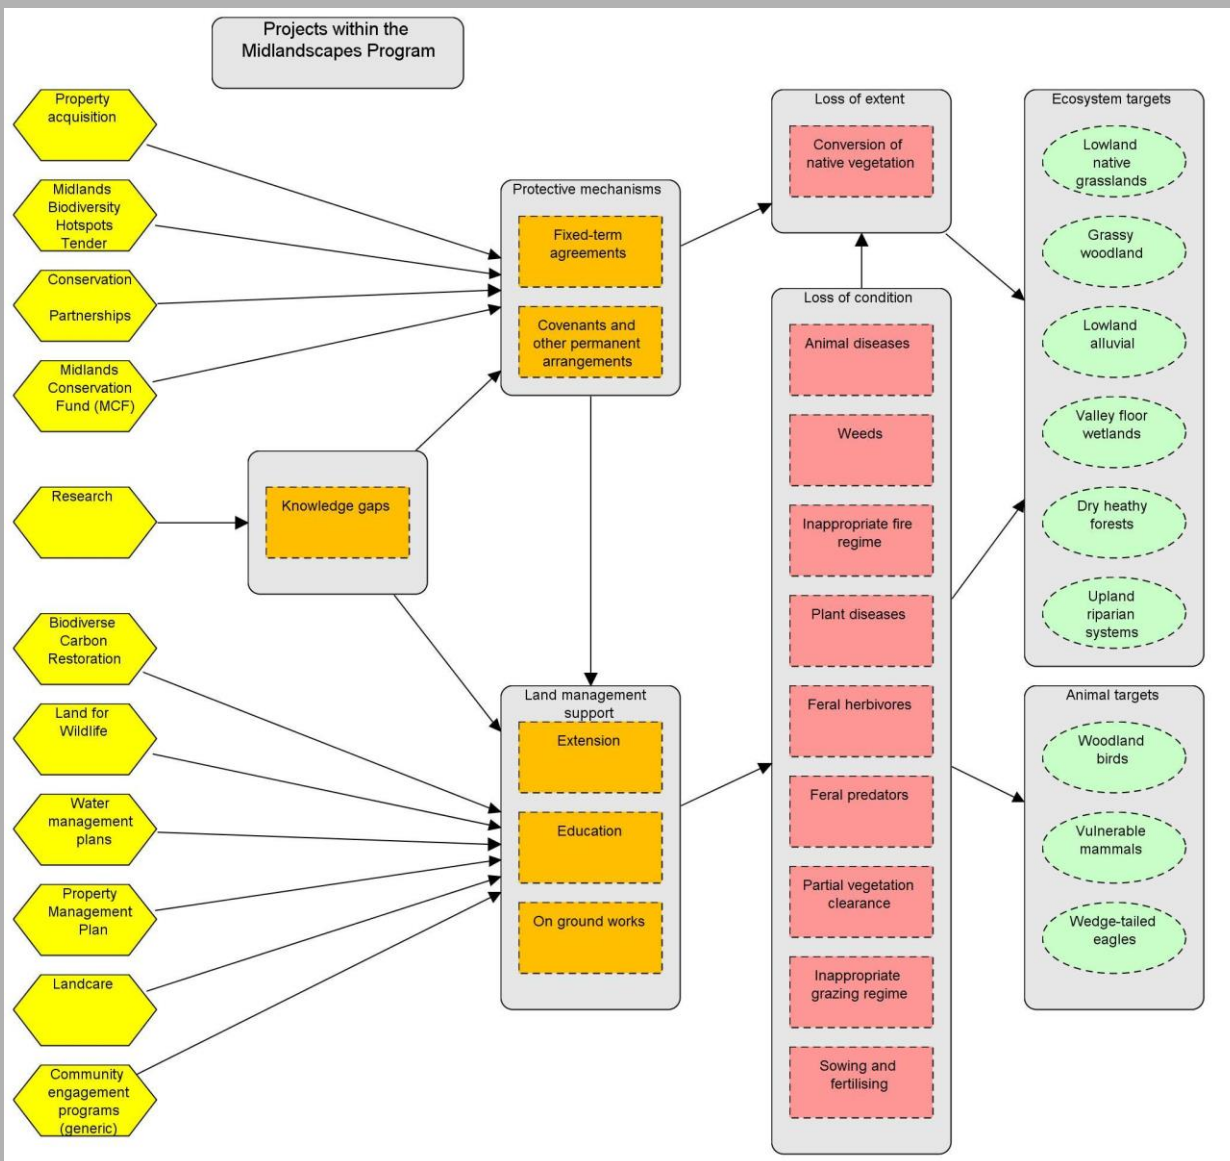 Projects within the
Midlandscapes Program
Property
acquisition
Midlands
Biodiversity
Hotspots
Tender
Conservation
Partnerships
Midlands
Conservation
Fund (MCF)
Research
Biodiverse
Carbon
Restoration
Land for
Wildlife
Water
management
plans
Property
Management
Plan
Landcare
Community
engagement
programs
(generic)
Knowledge gaps
Protective mechanisms
Fixed-term
agreements
Covenants and
other permanent
arrangements
Land management
support
Extension
Education
On ground works
Loss of extent
Conversion of
native vegetation
Loss of condition
Animal diseases
Weeds
Inappropriate fire
regime
Plant diseases
Feral herbivores
Feral predators
Partial vegetation
clearance
Inappropriate
grazing regime
Sowing and
fertilising
Ecosystem targets
Lowland
native
grasslands
Grassy
woodland
Lowland
alluvial
Valley floor
wetlands
Dry heathy
forests
Upland
riparian
systems
Animal targets
Woodland
birds
Vulnerable
mammals
Wedge-tailed
eagles